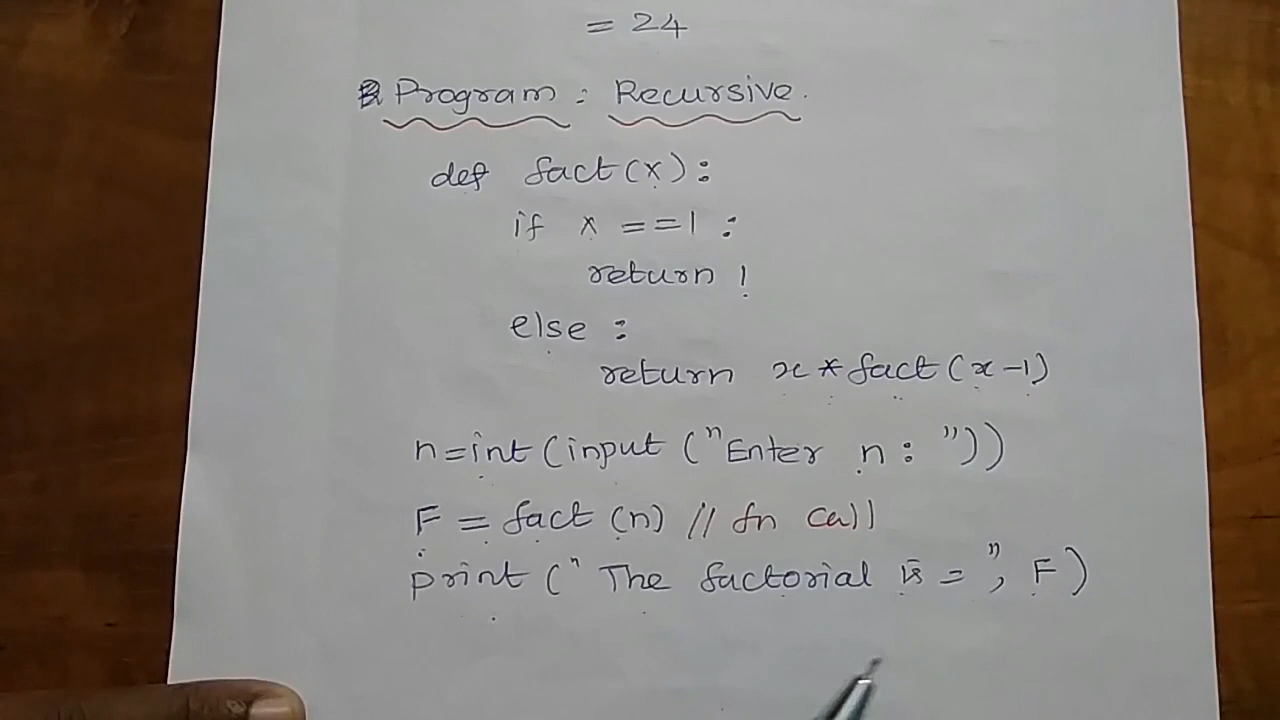 = 24
Program : Recursive.
def fact(x):
if x ==1 :
return 1
else :
return x * fact(x-1)
n=int(input("Enter n: "))
F = fact(n) // fn call
print("The factorial is =", F)